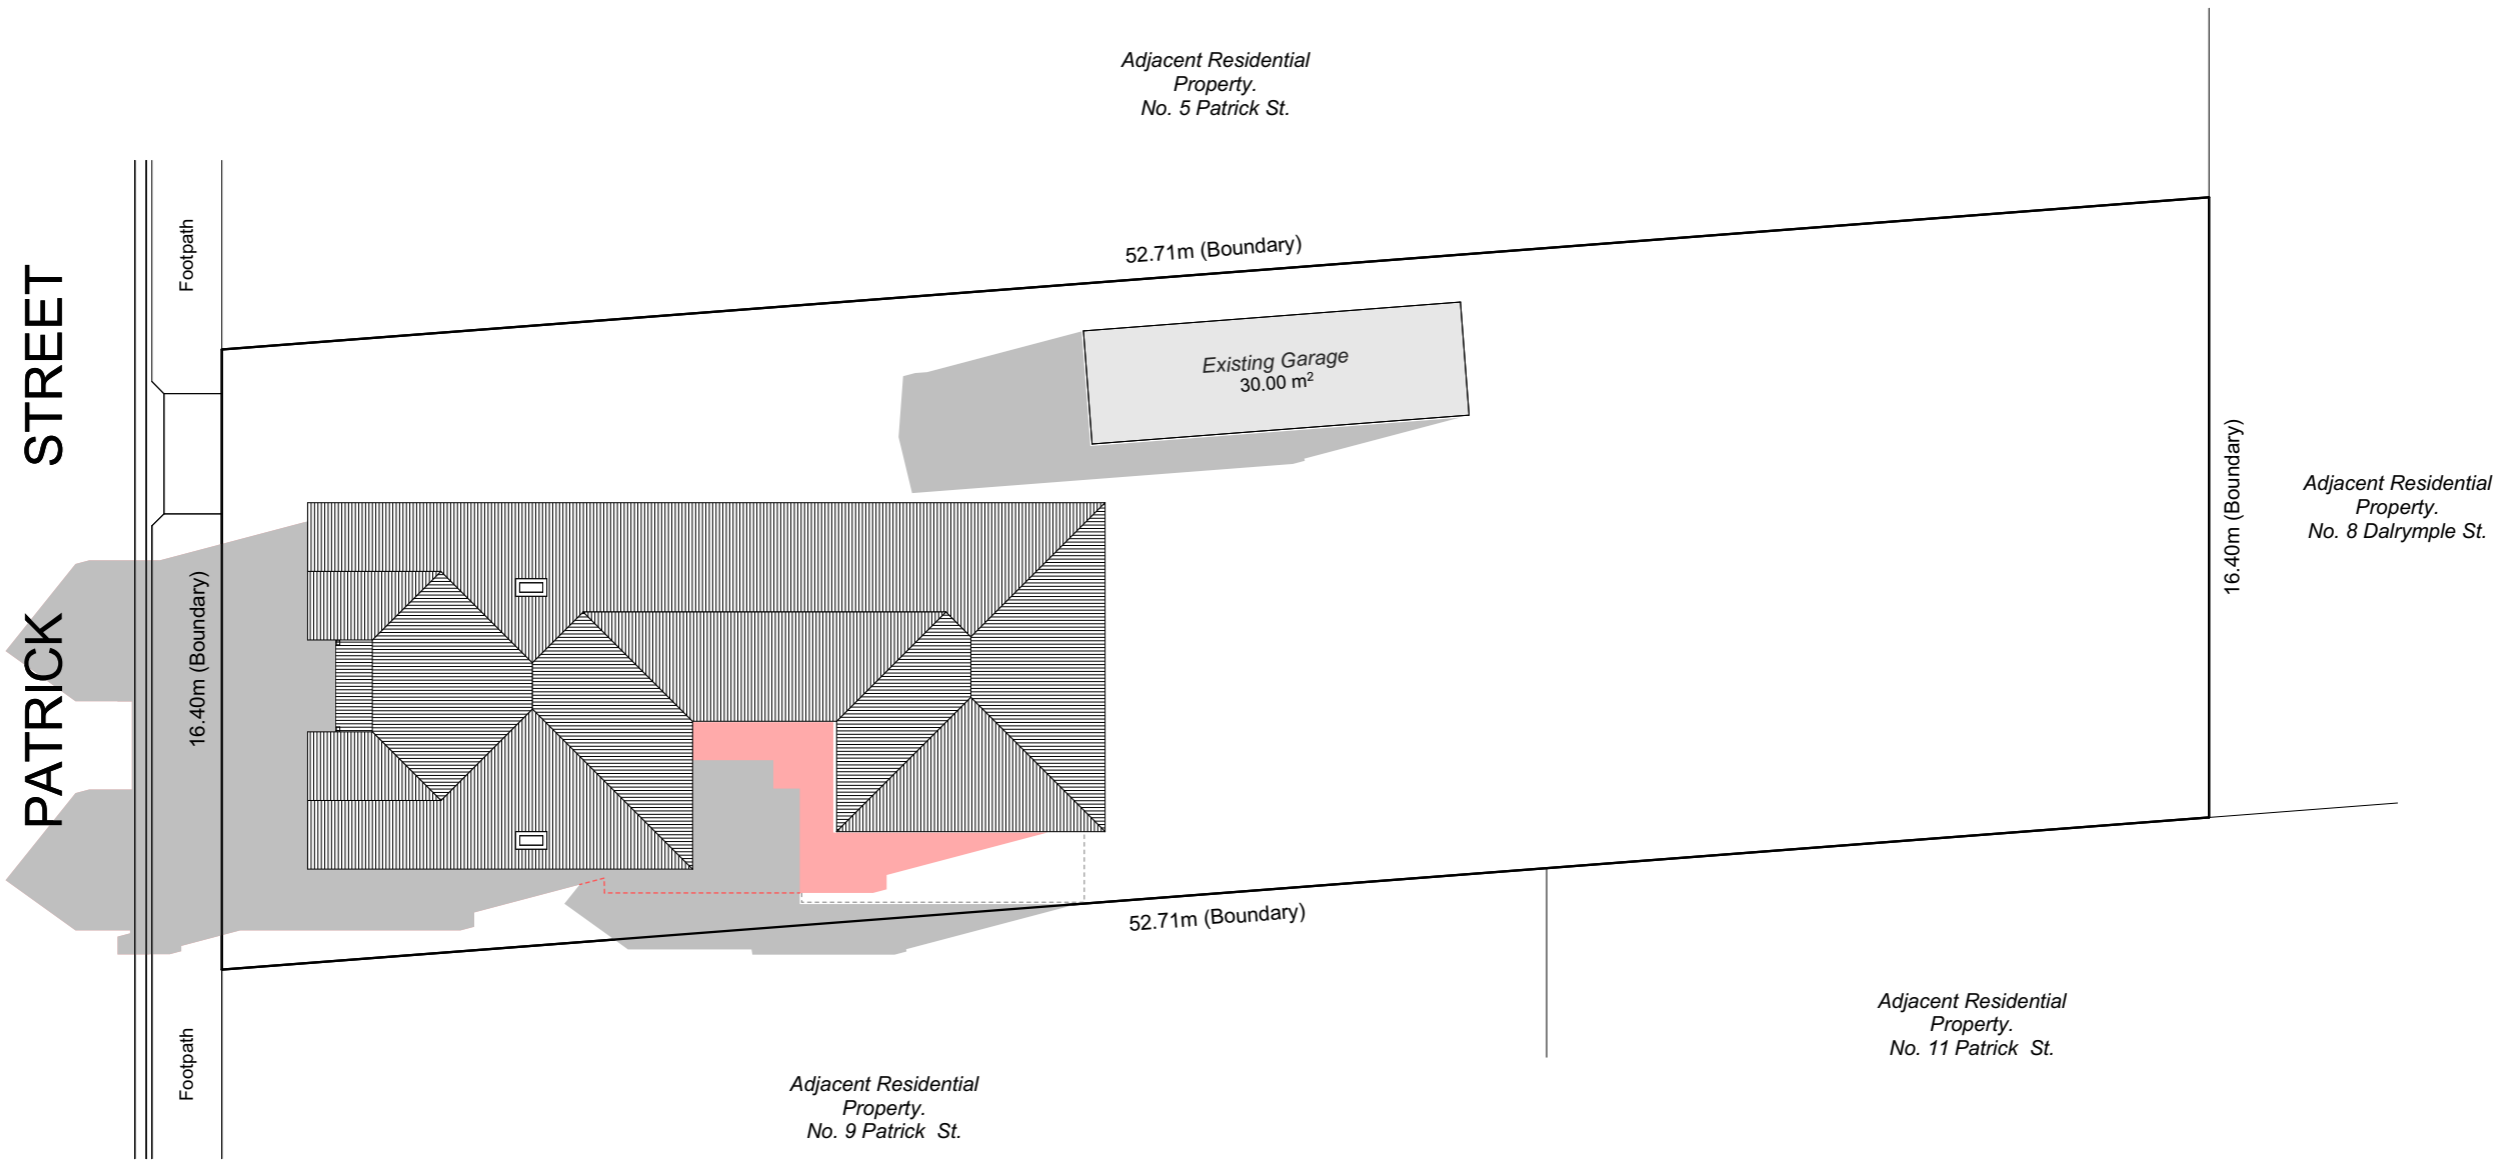 Adjacent Residential
Property.
No. 5 Patrick St.
Footpath
52.71m (Boundary)
PATRICK STREET
Existing Garage
30.00 m²
16.40m (Boundary)
Adjacent Residential
Property.
No. 8 Dalrymple St.
16.40m (Boundary)
52.71m (Boundary)
Adjacent Residential
Property.
No. 11 Patrick St.
Footpath
Adjacent Residential
Property.
No. 9 Patrick St.